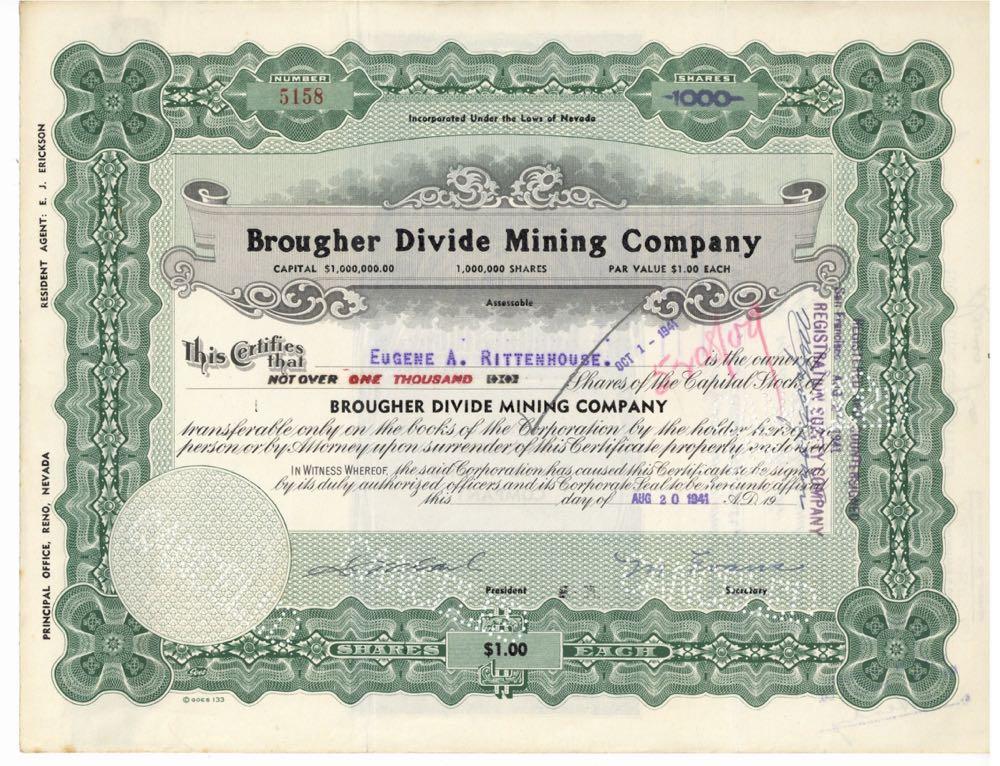 NUMBER
5158
SHARES
-1000-
Incorporated Under the Laws of Nevada
Brougher Divide Mining Company
CAPITAL $1,000,000.00 1,000,000 SHARES PAR VALUE $1.00 EACH
Assessable
This Certifies that EUGENE A. RITTENHOUSE. is the owner of
OCT 1 - 1941
NOT OVER ONE THOUSAND Shares of the Capital Stock of
BROUGHER DIVIDE MINING COMPANY
transferable only on the books of the Corporation by the holder hereof
person or by Attorney upon surrender of this Certificate properly endorsed.
IN WITNESS WHEREOF, the said Corporation has caused this Certificate to be signed
by its duly authorized officers and its Corporate Seal to be hereunto affixed
this day of AUG 20 1941 A.D. 19
President
Secretary
SHARES $1.00 EACH
Goes
© GOES 133
RESIDENT AGENT: E. J. ERICKSON
PRINCIPAL OFFICE, RENO, NEVADA
San Francisco
REGISTRATION SURETY COMPANY